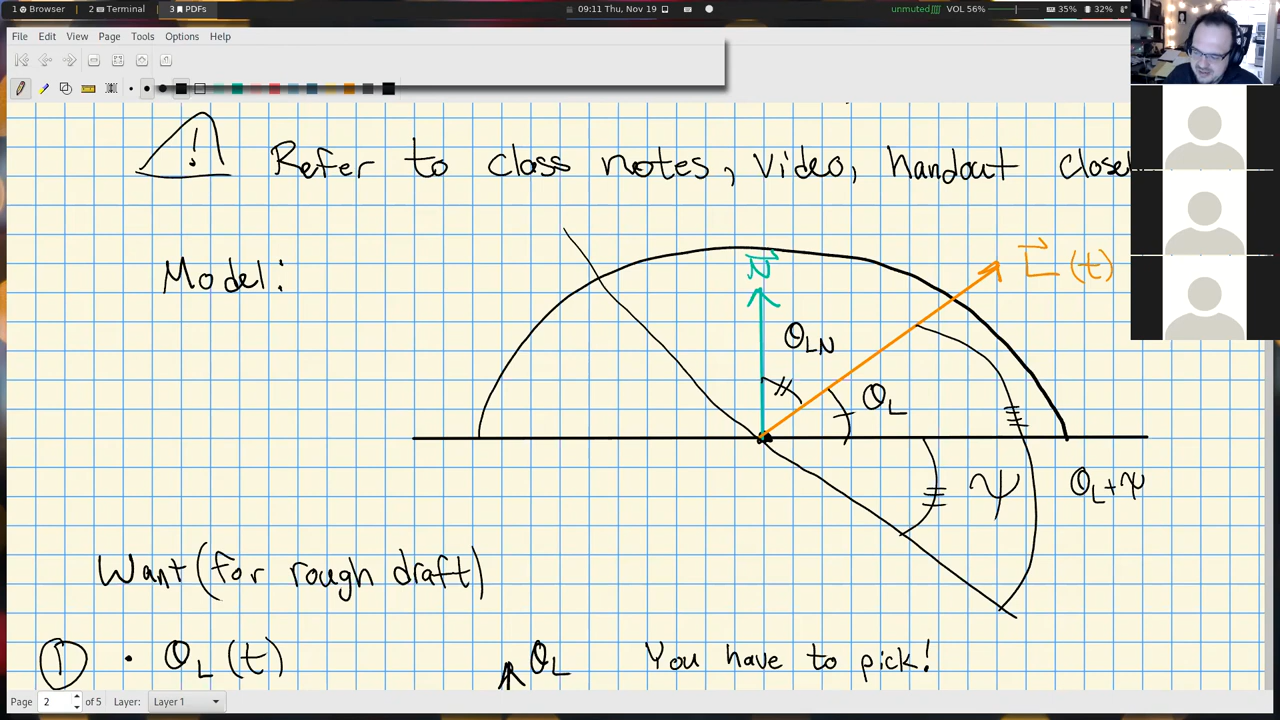 1 Browser 2 Terminal 3 PDFs 09:11 Thu, Nov 19 unmuted VOL 56% 35% 32%
File Edit View Page Tools Options Help
! Refer to class notes, video, handout closel
Model:
N
L(t)
θLN
θL
ψ
θL+ψ
Want (for rough draft)
① • θL(t) θL You have to pick!
Page 2 of 5 Layer: Layer 1